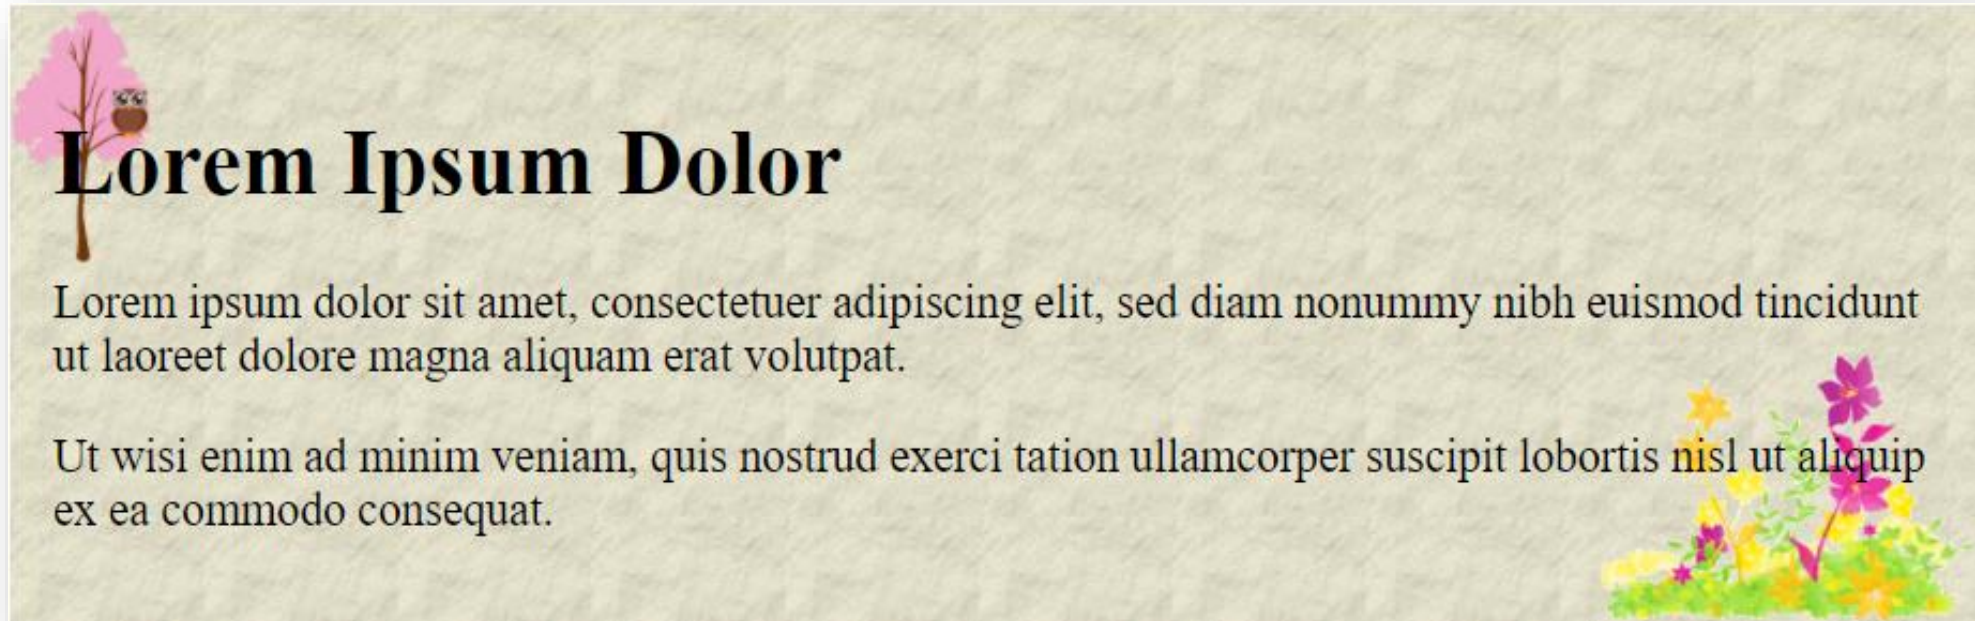 Lorem Ipsum Dolor
Lorem ipsum dolor sit amet, consectetuer adipiscing elit, sed diam nonummy nibh euismod tincidunt
ut laoreet dolore magna aliquam erat volutpat.
Ut wisi enim ad minim veniam, quis nostrud exerci tation ullamcorper suscipit lobortis nisl ut aliquip
ex ea commodo consequat.